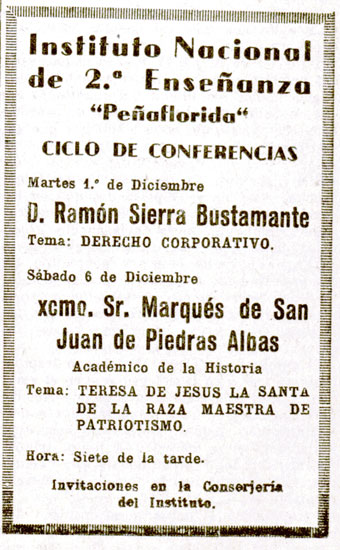 Instituto Nacional
de 2.ª Enseñanza
"Peñaflorida"
CICLO DE CONFERENCIAS
Martes 1.º de Diciembre
D. Ramón Sierra Bustamante
Tema: DERECHO CORPORATIVO.
Sábado 6 de Diciembre
xcmo. Sr. Marqués de San
Juan de Piedras Albas
Académico de la Historia
Tema: TERESA DE JESUS LA SANTA
DE LA RAZA MAESTRA DE
PATRIOTISMO.
Hora: Siete de la tarde.
Invitaciones en la Conserjería
del Instituto.